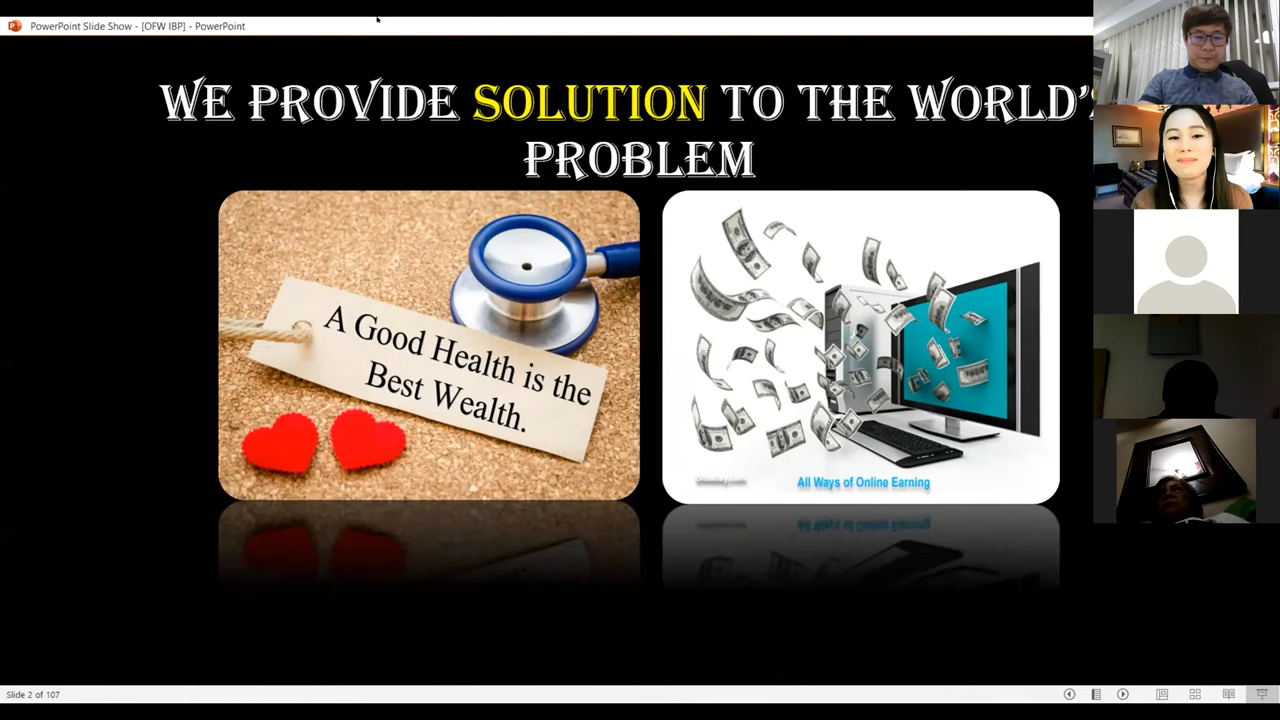 PowerPoint Slide Show - [OFW IBP] - PowerPoint
WE PROVIDE SOLUTION TO THE WORLD'S
PROBLEM
A Good Health is the
Best Wealth.
All Ways of Online Earning
Slide 2 of 107